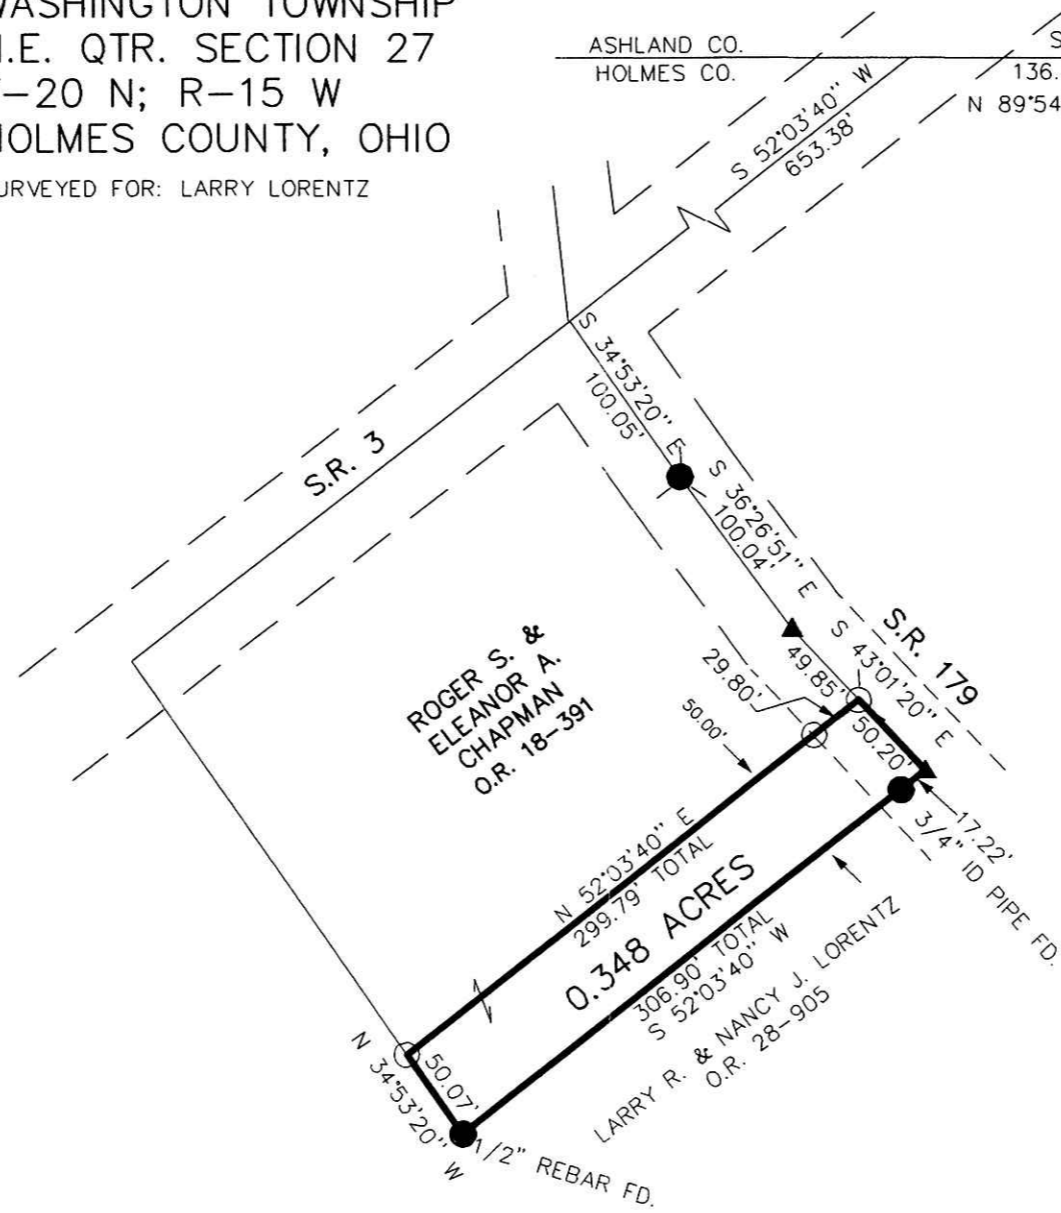 WASHINGTON TOWNSHIP
N.E. QTR. SECTION 27
T-20 N; R-15 W
HOLMES COUNTY, OHIO
SURVEYED FOR: LARRY LORENTZ
ASHLAND CO.
HOLMES CO.
S
136.
N 89°54
S 52°03'40" W
653.38'
S.R. 3
S 34°53'20" E
100.05'
S 36°26'51" E
100.04'
S.R. 179
S 43°01'20" E
49.85'
29.80'
50.00'
50.20'
17.22'
3/4" ID PIPE FD.
ROGER S. &
ELEANOR A.
CHAPMAN
O.R. 18-391
N 52°03'40" E
299.79' TOTAL
0.348 ACRES
306.90' TOTAL
S 52°03'40" W
LARRY R. & NANCY J. LORENTZ
O.R. 28-905
50.07'
N 34°53'20" W
1/2" REBAR FD.